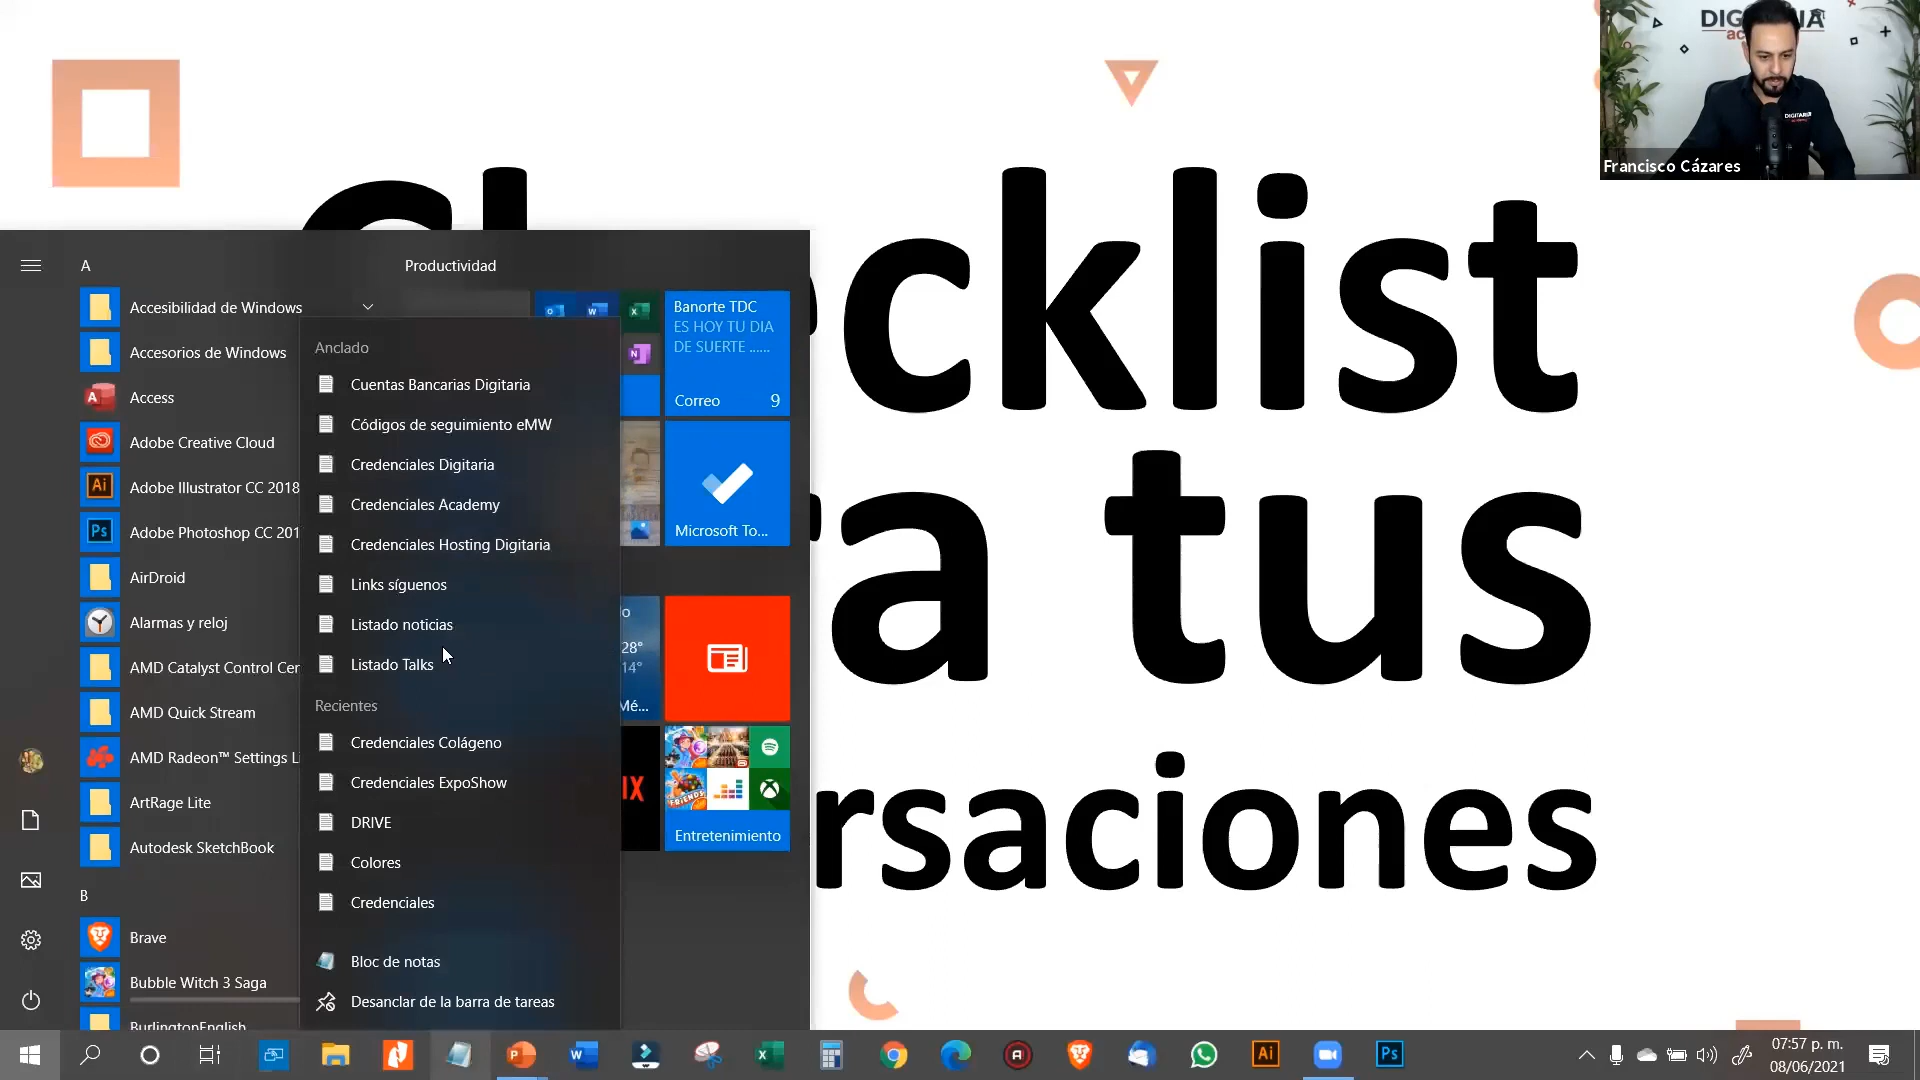 Checklist
tus
rsaciones
DIG
Francisco Cázares
A
Accesibilidad de Windows
Accesorios de Windows
Access
Adobe Creative Cloud
Adobe Illustrator CC 2018
Adobe Photoshop CC 201
AirDroid
Alarmas y reloj
AMD Catalyst Control Cer
AMD Quick Stream
AMD Radeon™ Settings Li
ArtRage Lite
Autodesk SketchBook
B
Brave
Bubble Witch 3 Saga
BurlingtonEnglish
Anclado
Cuentas Bancarias Digitaria
Códigos de seguimiento eMW
Credenciales Digitaria
Credenciales Academy
Credenciales Hosting Digitaria
Links síguenos
Listado noticias
Listado Talks
Recientes
Credenciales Colágeno
Credenciales ExpoShow
DRIVE
Colores
Credenciales
Bloc de notas
Desanclar de la barra de tareas
Productividad
Banorte TDC
ES HOY TU DIA
DE SUERTE ......
Correo 9
Microsoft To...
28°
14°
Mé...
IX
Entretenimiento
07:57 p. m.
08/06/2021